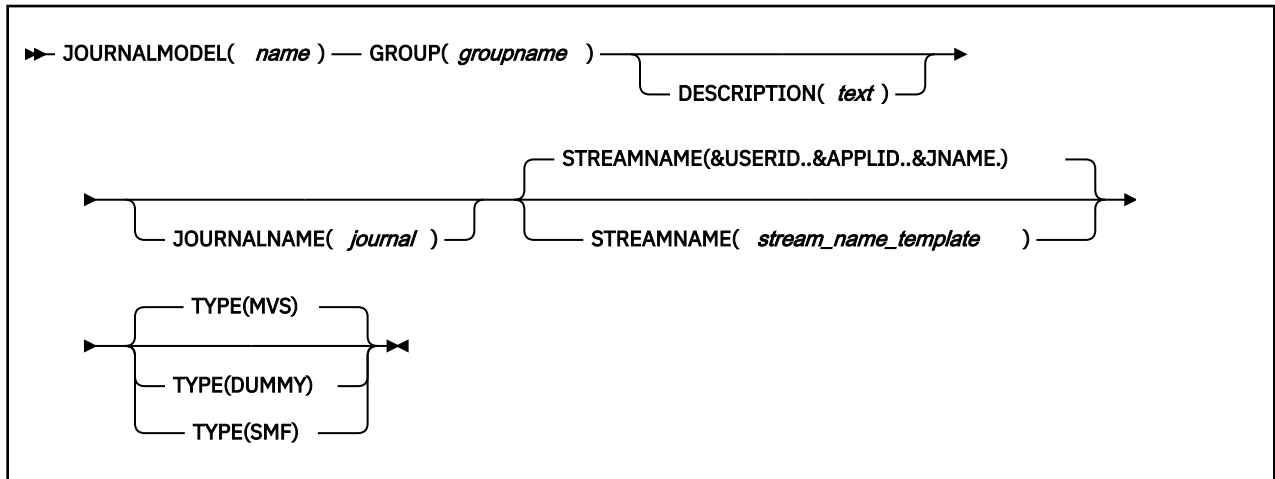 JOURNALMODEL( name ) GROUP( groupname )
DESCRIPTION( text )
STREAMNAME(&USERID..&APPLID..&JNAME.)
JOURNALNAME( journal ) STREAMNAME( stream_name_template )
TYPE(MVS)
TYPE(DUMMY)
TYPE(SMF)